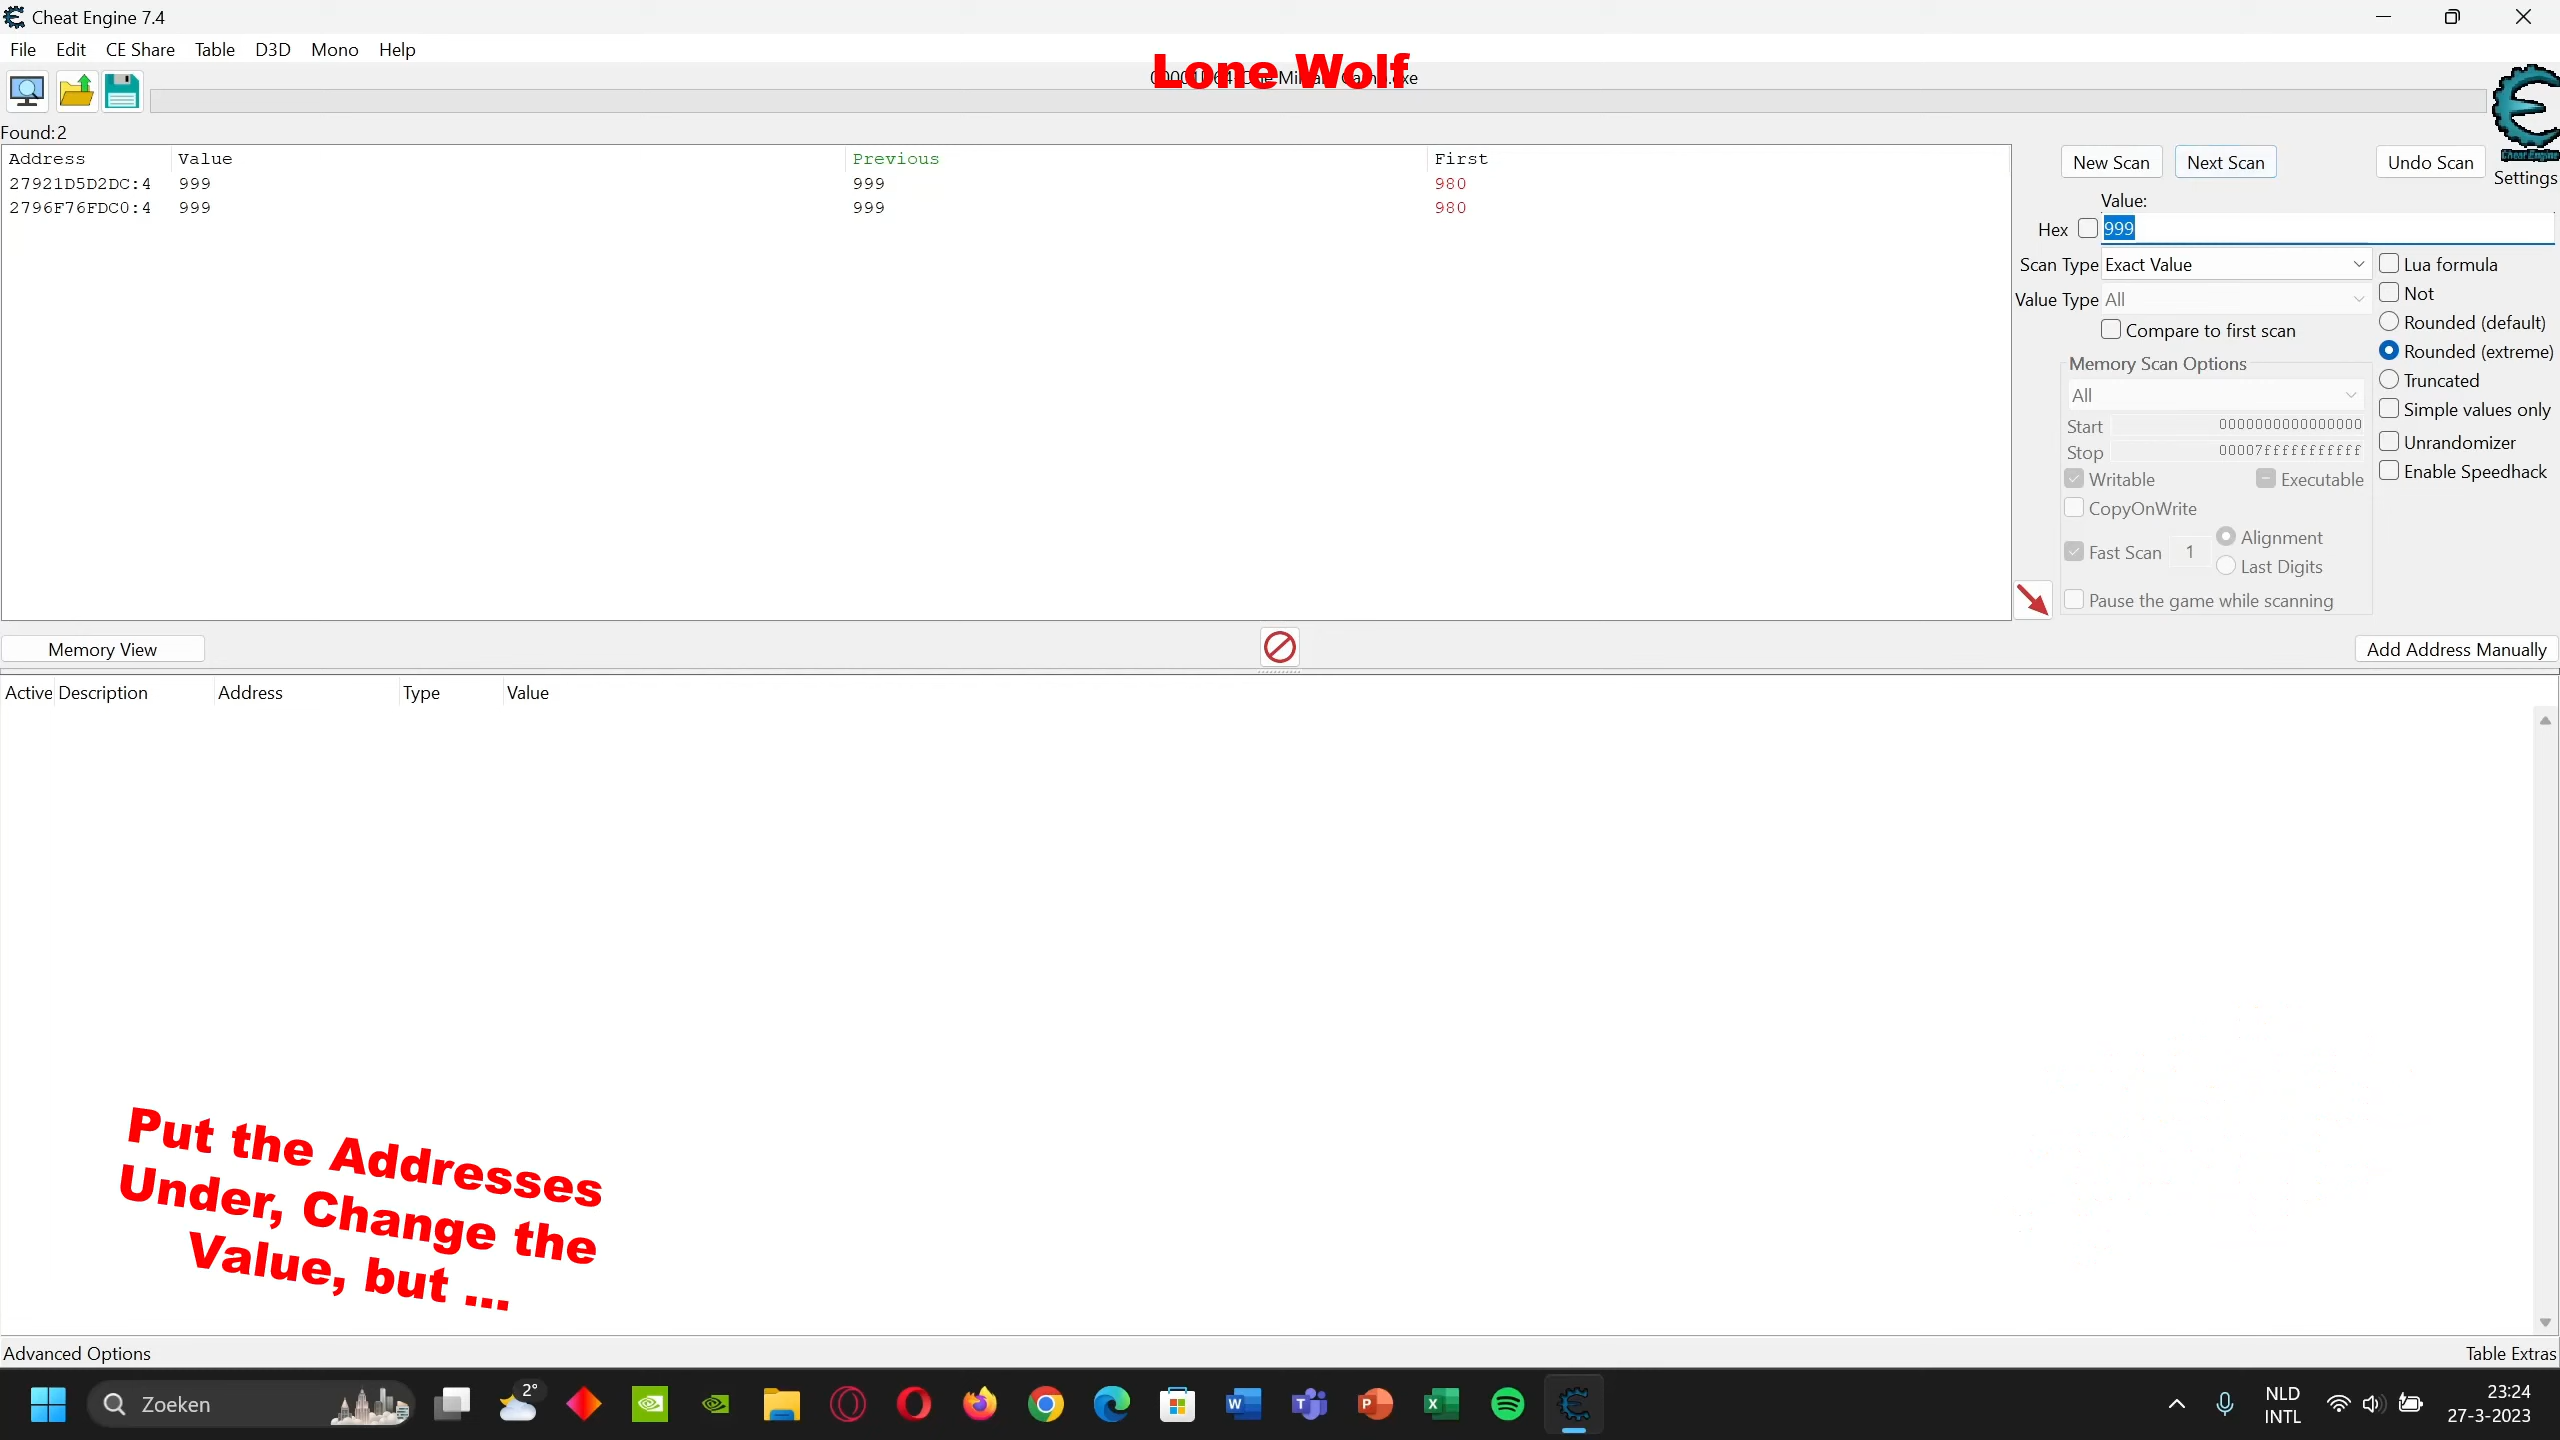 Cheat Engine 7.4
File Edit CE Share Table D3D Mono Help
Lone Wolf
Found:2
Address Value Previous First
27921D5D2DC:4 999 999 980
2796F76FDC0:4 999 999 980
New Scan Next Scan Undo Scan
Cheat Engine
Settings
Value:
Hex 999
Scan Type Exact Value Lua formula
Value Type All Not
Compare to first scan Rounded (default)
Memory Scan Options Rounded (extreme)
All Truncated
Start 0000000000000000 Simple values only
Stop 00007fffffffffff Unrandomizer
Writable Executable Enable Speedhack
CopyOnWrite
Fast Scan 1 Alignment
Last Digits
Pause the game while scanning
Memory View Add Address Manually
Active Description Address Type Value
Put the Addresses
Under, Change the
Value, but ...
Advanced Options Table Extras
Zoeken 2° NLD 23:24
INTL 27-3-2023